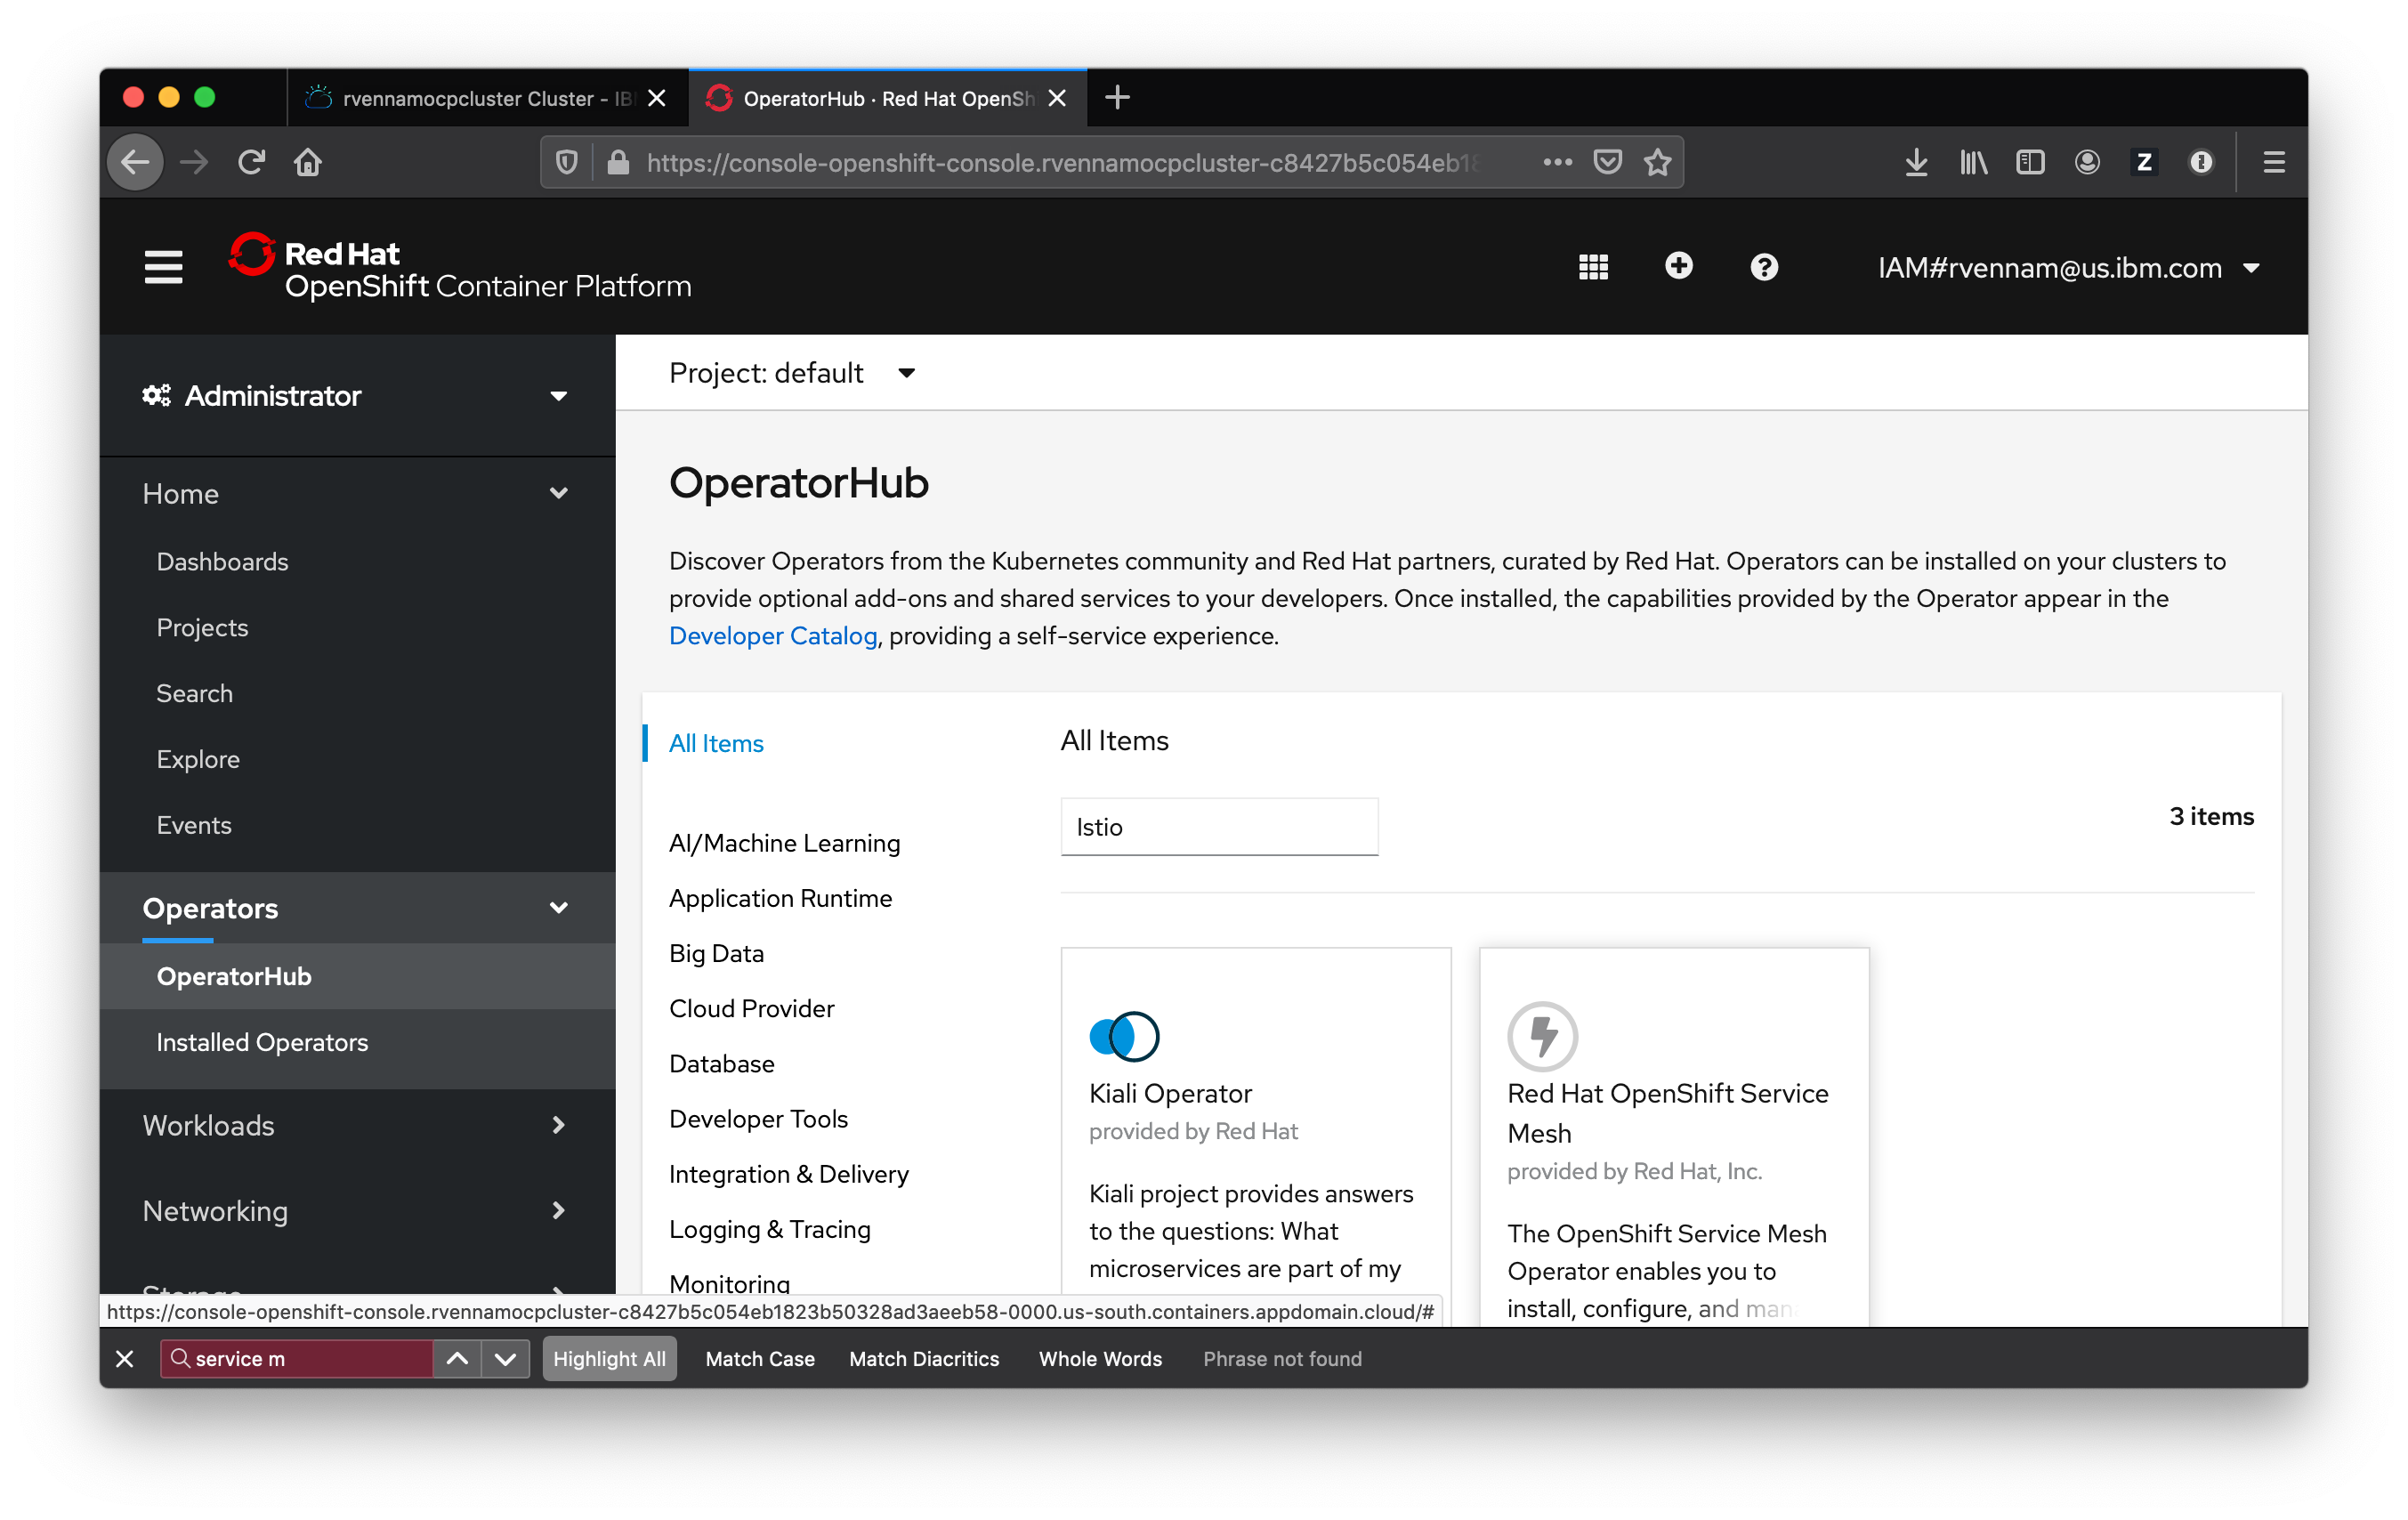 rvennamocpcluster Cluster - IB
OperatorHub · Red Hat OpenSh
https://console-openshift-console.rvennamocpcluster-c8427b5c054eb18
Red Hat
OpenShift Container Platform
IAM#rvennam@us.ibm.com
Administrator
Home
Dashboards
Projects
Search
Explore
Events
Operators
OperatorHub
Installed Operators
Workloads
Networking
Storage
Project: default
OperatorHub
Discover Operators from the Kubernetes community and Red Hat partners, curated by Red Hat. Operators can be installed on your clusters to
provide optional add-ons and shared services to your developers. Once installed, the capabilities provided by the Operator appear in the
Developer Catalog, providing a self-service experience.
All Items
AI/Machine Learning
Application Runtime
Big Data
Cloud Provider
Database
Developer Tools
Integration & Delivery
Logging & Tracing
Monitoring
All Items
Istio
3 items
Kiali Operator
provided by Red Hat
Kiali project provides answers
to the questions: What
microservices are part of my
Red Hat OpenShift Service
Mesh
provided by Red Hat, Inc.
The OpenShift Service Mesh
Operator enables you to
install, configure, and mana
https://console-openshift-console.rvennamocpcluster-c8427b5c054eb1823b50328ad3aeeb58-0000.us-south.containers.appdomain.cloud/#
service m
Highlight All
Match Case
Match Diacritics
Whole Words
Phrase not found